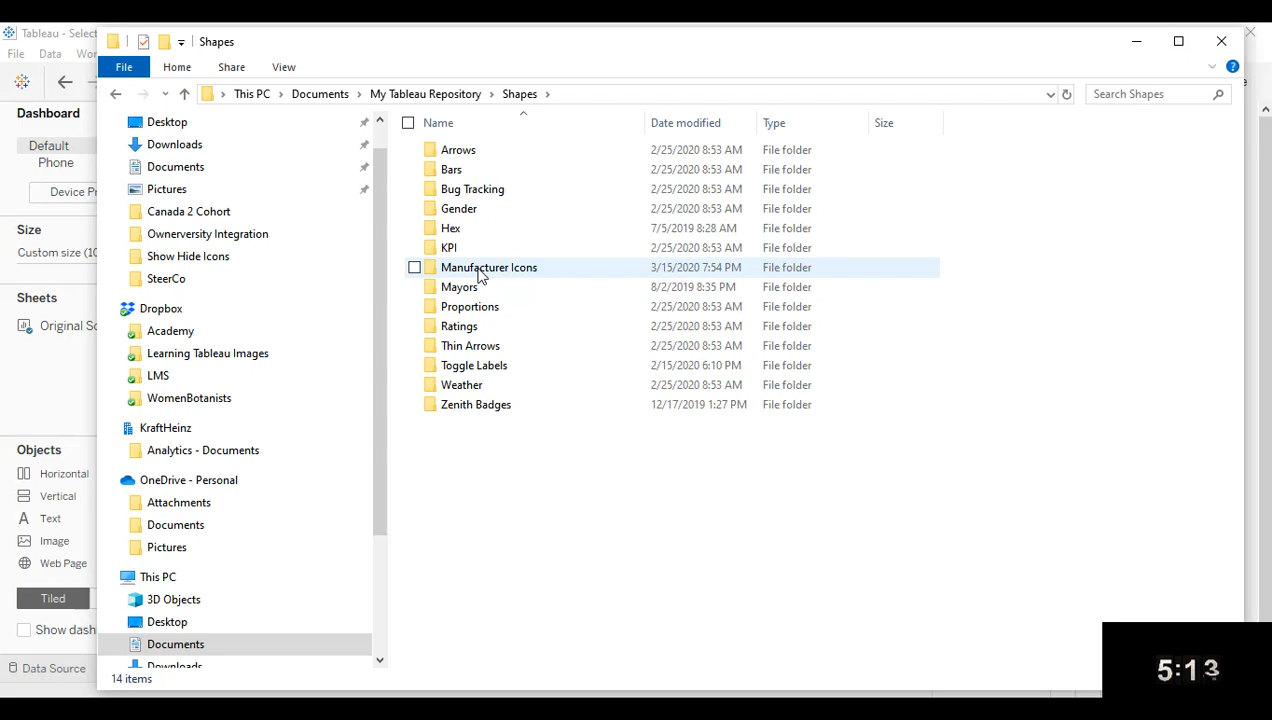 Tableau - Select
File Data Wor
Shapes
File Home Share View
This PC Documents My Tableau Repository Shapes
Search Shapes
Dashboard
Default
Phone
Device Pr
Size
Custom size (10
Sheets
Original Sc
Objects
Horizontal
Vertical
Text
Image
Web Page
Tiled
Show dash
Data Source
Desktop
Downloads
Documents
Pictures
Canada 2 Cohort
Ownerversity Integration
Show Hide Icons
SteerCo
Dropbox
Academy
Learning Tableau Images
LMS
WomenBotanists
KraftHeinz
Analytics - Documents
OneDrive - Personal
Attachments
Documents
Pictures
This PC
3D Objects
Desktop
Documents
Downloads
Name Date modified Type Size
Arrows 2/25/2020 8:53 AM File folder
Bars 2/25/2020 8:53 AM File folder
Bug Tracking 2/25/2020 8:53 AM File folder
Gender 2/25/2020 8:53 AM File folder
Hex 7/5/2019 8:28 AM File folder
KPI 2/25/2020 8:53 AM File folder
Manufacturer Icons 3/15/2020 7:54 PM File folder
Mayors 8/2/2019 8:35 PM File folder
Proportions 2/25/2020 8:53 AM File folder
Ratings 2/25/2020 8:53 AM File folder
Thin Arrows 2/25/2020 8:53 AM File folder
Toggle Labels 2/15/2020 6:10 PM File folder
Weather 2/25/2020 8:53 AM File folder
Zenith Badges 12/17/2019 1:27 PM File folder
14 items